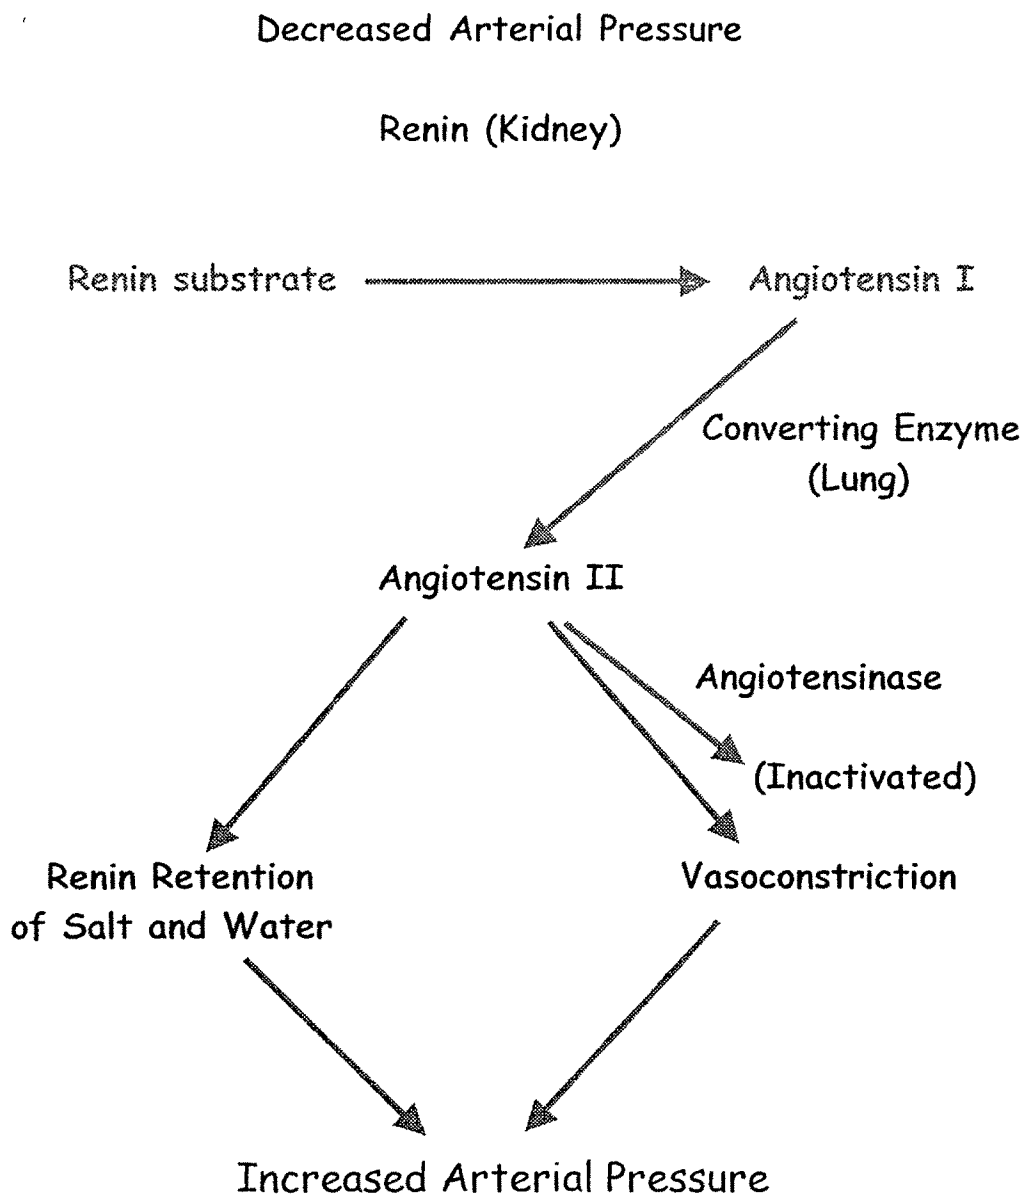 Decreased Arterial Pressure
Renin (Kidney)
Renin substrate
Angiotensin I
Converting Enzyme
(Lung)
Angiotensin II
Angiotensinase
(Inactivated)
Renin Retention
of Salt and Water
Vasoconstriction
Increased Arterial Pressure